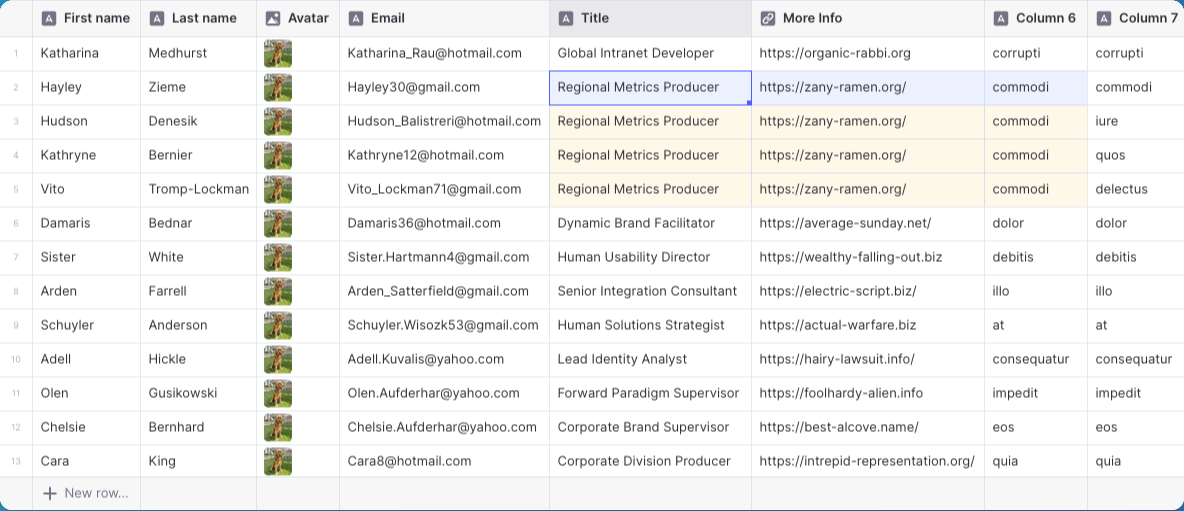 First name Last name Avatar Email Title More Info Column 6 Column 7
1 Katharina Medhurst Katharina_Rau@hotmail.com Global Intranet Developer https://organic-rabbi.org corrupti corrupti
2 Hayley Zieme Hayley30@gmail.com Regional Metrics Producer https://zany-ramen.org/ commodi commodi
3 Hudson Denesik Hudson_Balistreri@hotmail.com Regional Metrics Producer https://zany-ramen.org/ commodi iure
4 Kathryne Bernier Kathryne12@hotmail.com Regional Metrics Producer https://zany-ramen.org/ commodi quos
5 Vito Tromp-Lockman Vito_Lockman71@gmail.com Regional Metrics Producer https://zany-ramen.org/ commodi delectus
6 Damaris Bednar Damaris36@hotmail.com Dynamic Brand Facilitator https://average-sunday.net/ dolor dolor
7 Sister White Sister.Hartmann4@gmail.com Human Usability Director https://wealthy-falling-out.biz debitis debitis
8 Arden Farrell Arden_Satterfield@gmail.com Senior Integration Consultant https://electric-script.biz/ illo illo
9 Schuyler Anderson Schuyler.Wisozk53@gmail.com Human Solutions Strategist https://actual-warfare.biz at at
10 Adell Hickle Adell.Kuvalis@yahoo.com Lead Identity Analyst https://hairy-lawsuit.info/ consequatur consequatur
11 Olen Gusikowski Olen.Aufderhar@yahoo.com Forward Paradigm Supervisor https://foolhardy-alien.info impedit impedit
12 Chelsie Bernhard Chelsie.Aufderhar@yahoo.com Corporate Brand Supervisor https://best-alcove.name/ eos eos
13 Cara King Cara8@hotmail.com Corporate Division Producer https://intrepid-representation.org/ quia quia
New row...